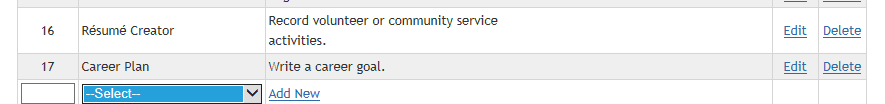 16 Résumé Creator Record volunteer or community service
activities. Edit Delete
17 Career Plan Write a career goal. Edit Delete
--Select-- Add New